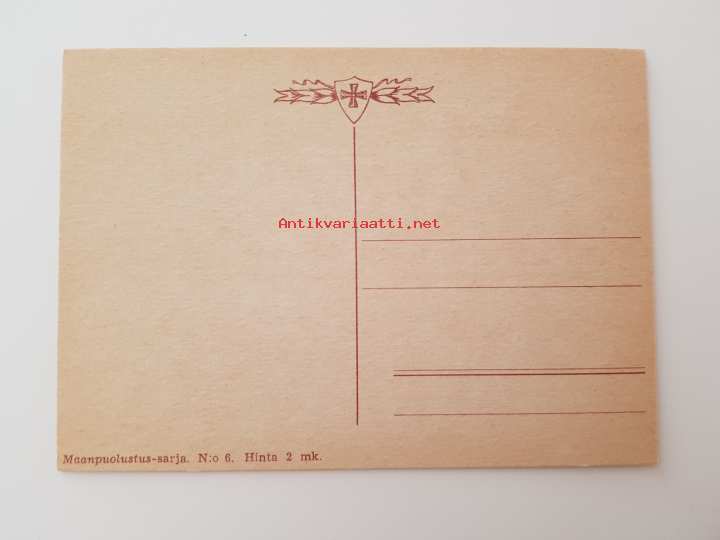 Antikvariaatti.net
Maanpuolustus-sarja. N:o 6. Hinta 2 mk.